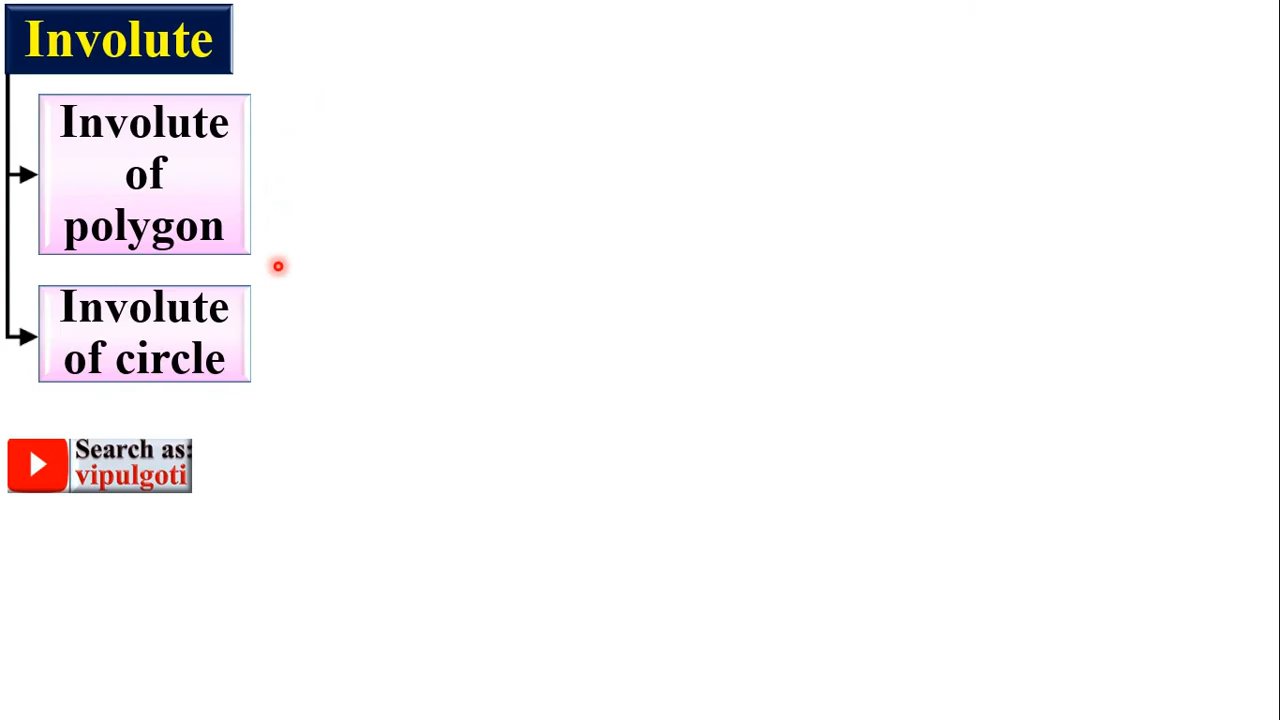 Involute
Involute
of
polygon
Involute
of circle
Search as:
vipulgoti